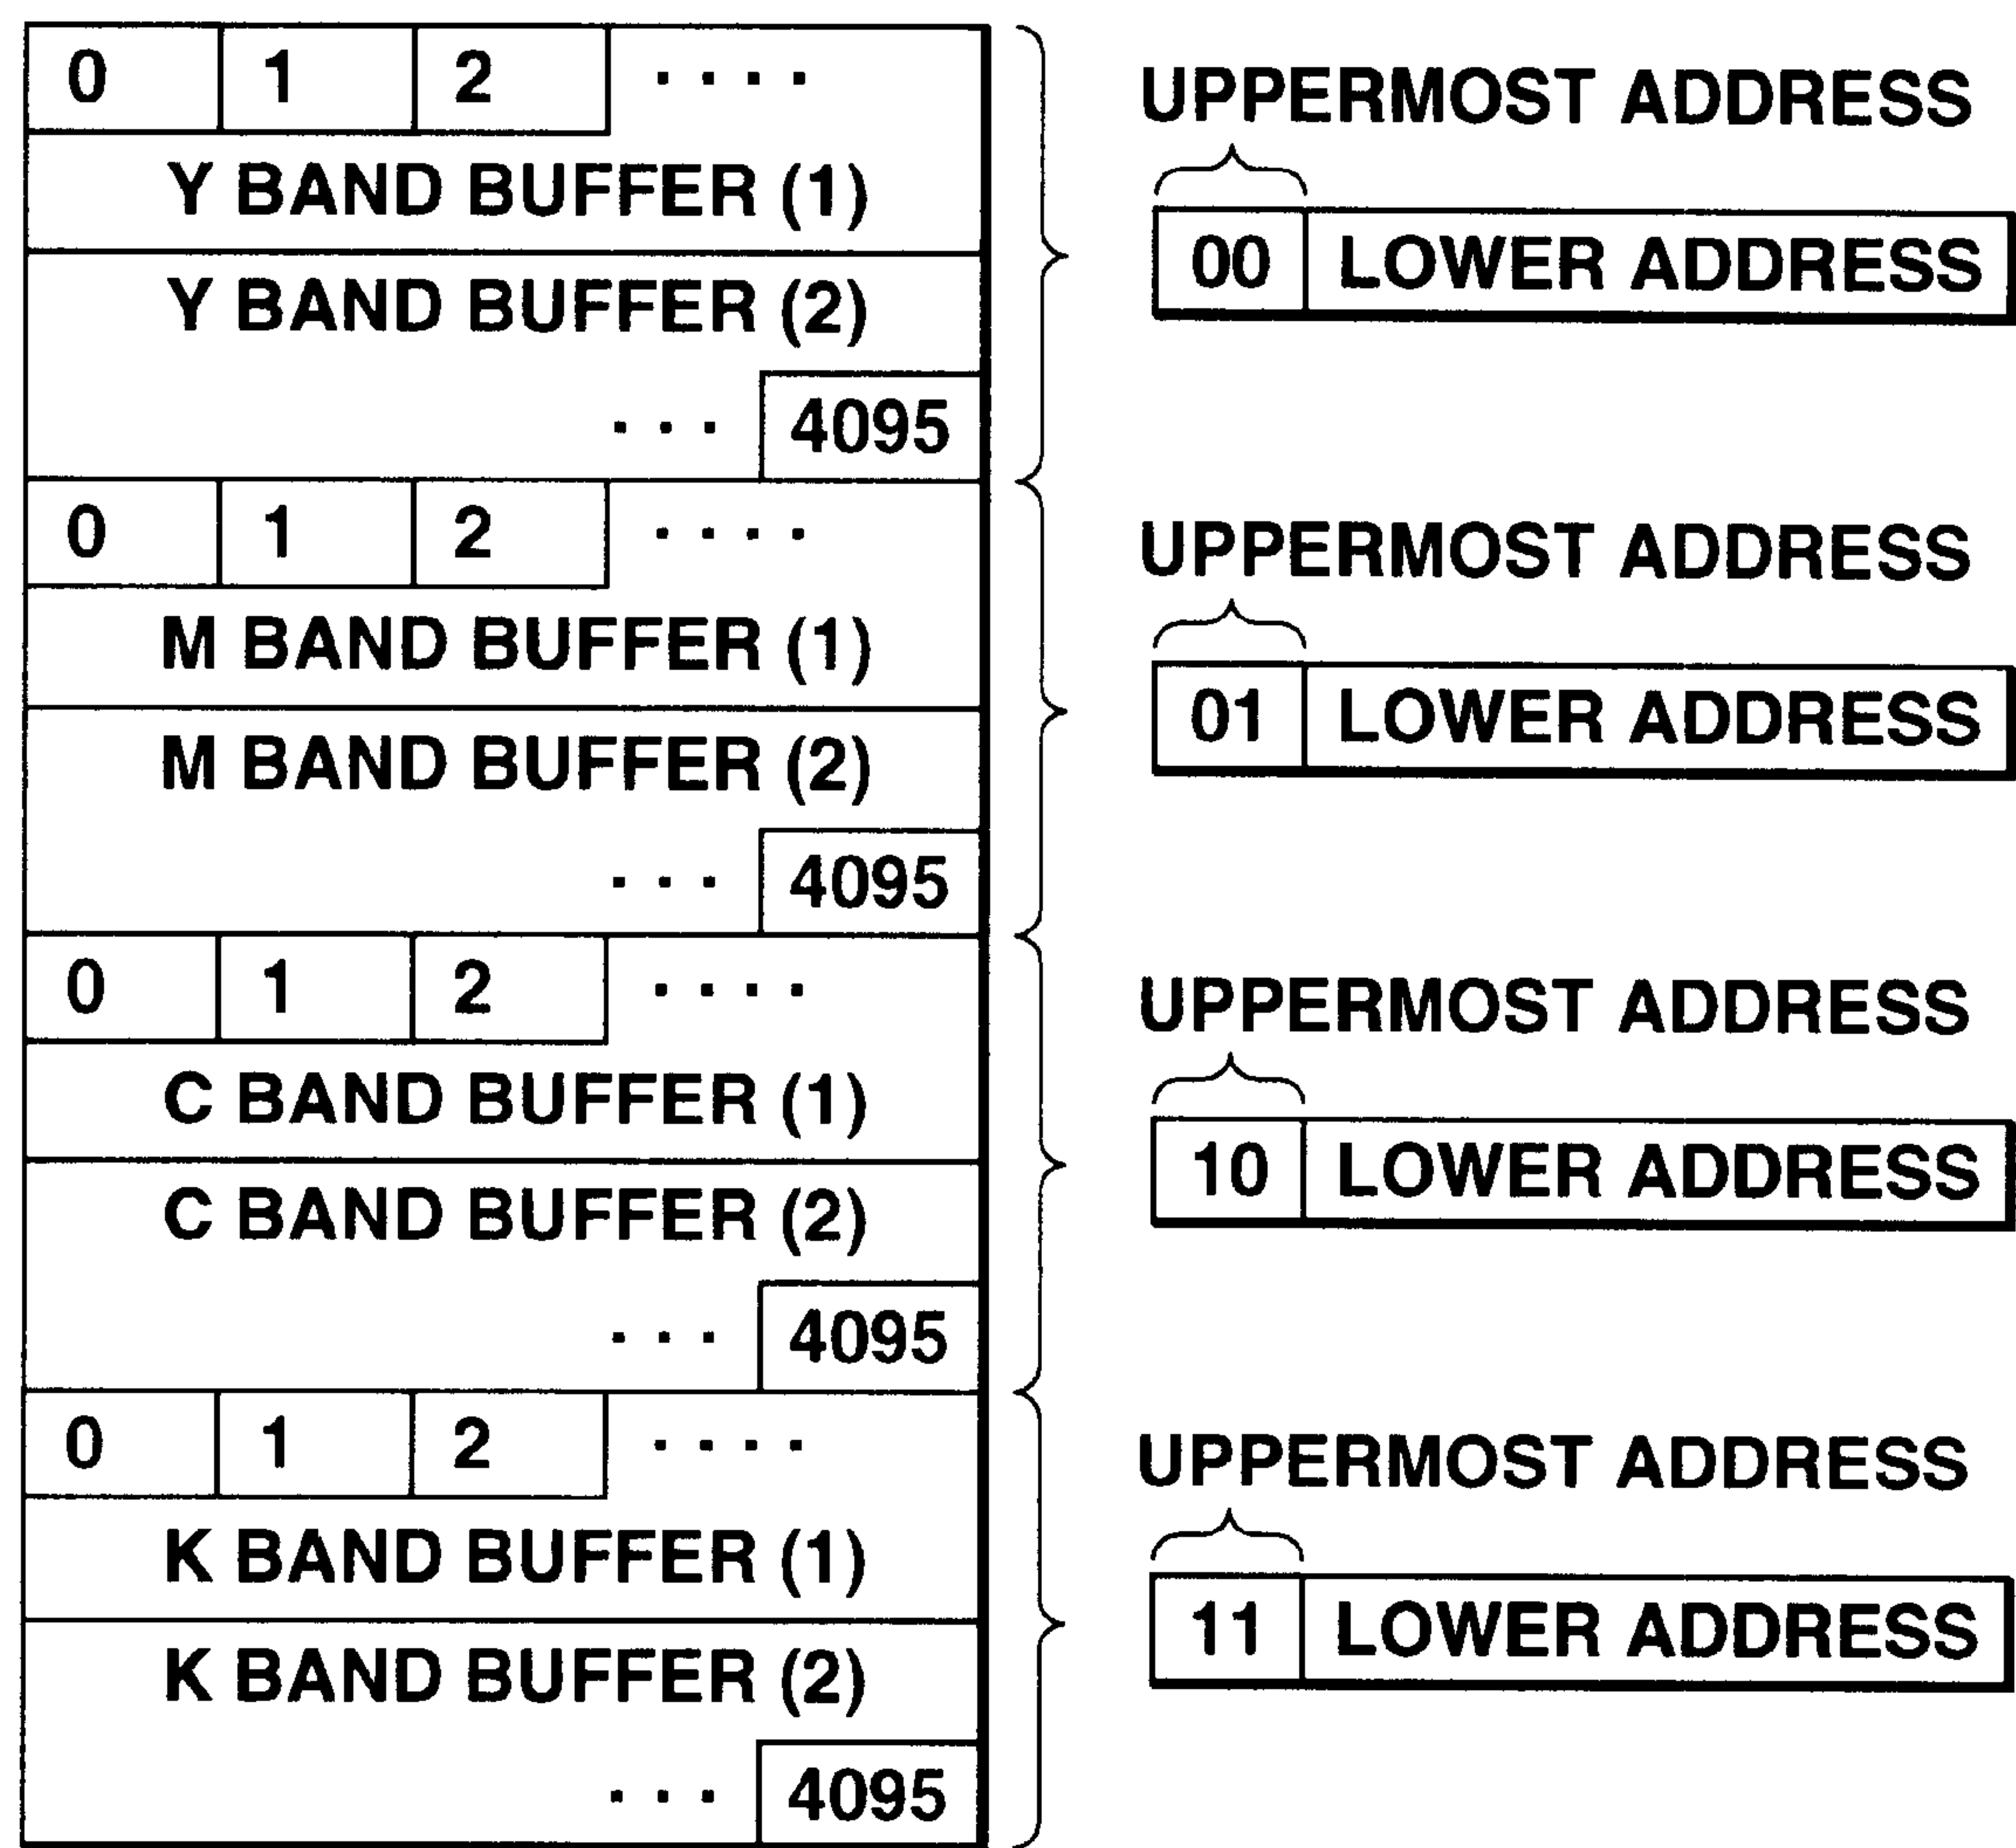 0 1 2 ····
Y BAND BUFFER (1)
Y BAND BUFFER (2)
··· 4095
UPPERMOST ADDRESS
00 LOWER ADDRESS
0 1 2 ····
M BAND BUFFER (1)
M BAND BUFFER (2)
··· 4095
UPPERMOST ADDRESS
01 LOWER ADDRESS
0 1 2 ····
C BAND BUFFER (1)
C BAND BUFFER (2)
··· 4095
UPPERMOST ADDRESS
10 LOWER ADDRESS
0 1 2 ····
K BAND BUFFER (1)
K BAND BUFFER (2)
··· 4095
UPPERMOST ADDRESS
11 LOWER ADDRESS